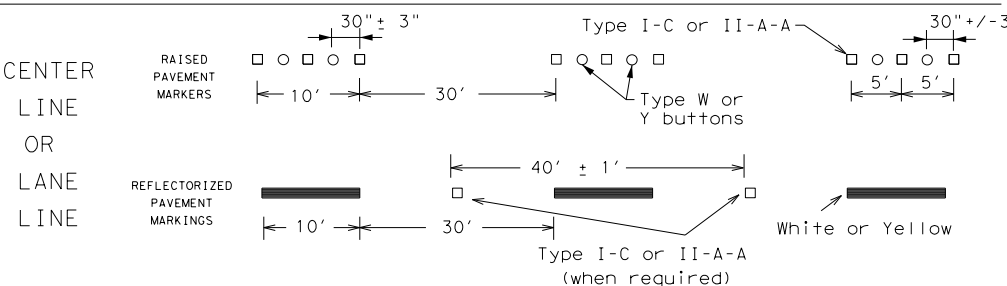 30"± 3"
Type I-C or II-A-A
30"+/-3
CENTER
LINE
OR
LANE
LINE
RAISED
PAVEMENT
MARKERS
10'
30'
Type W or
Y buttons
5'
5'
40' ± 1'
REFLECTORIZED
PAVEMENT
MARKINGS
10'
30'
Type I-C or II-A-A
(when required)
White or Yellow